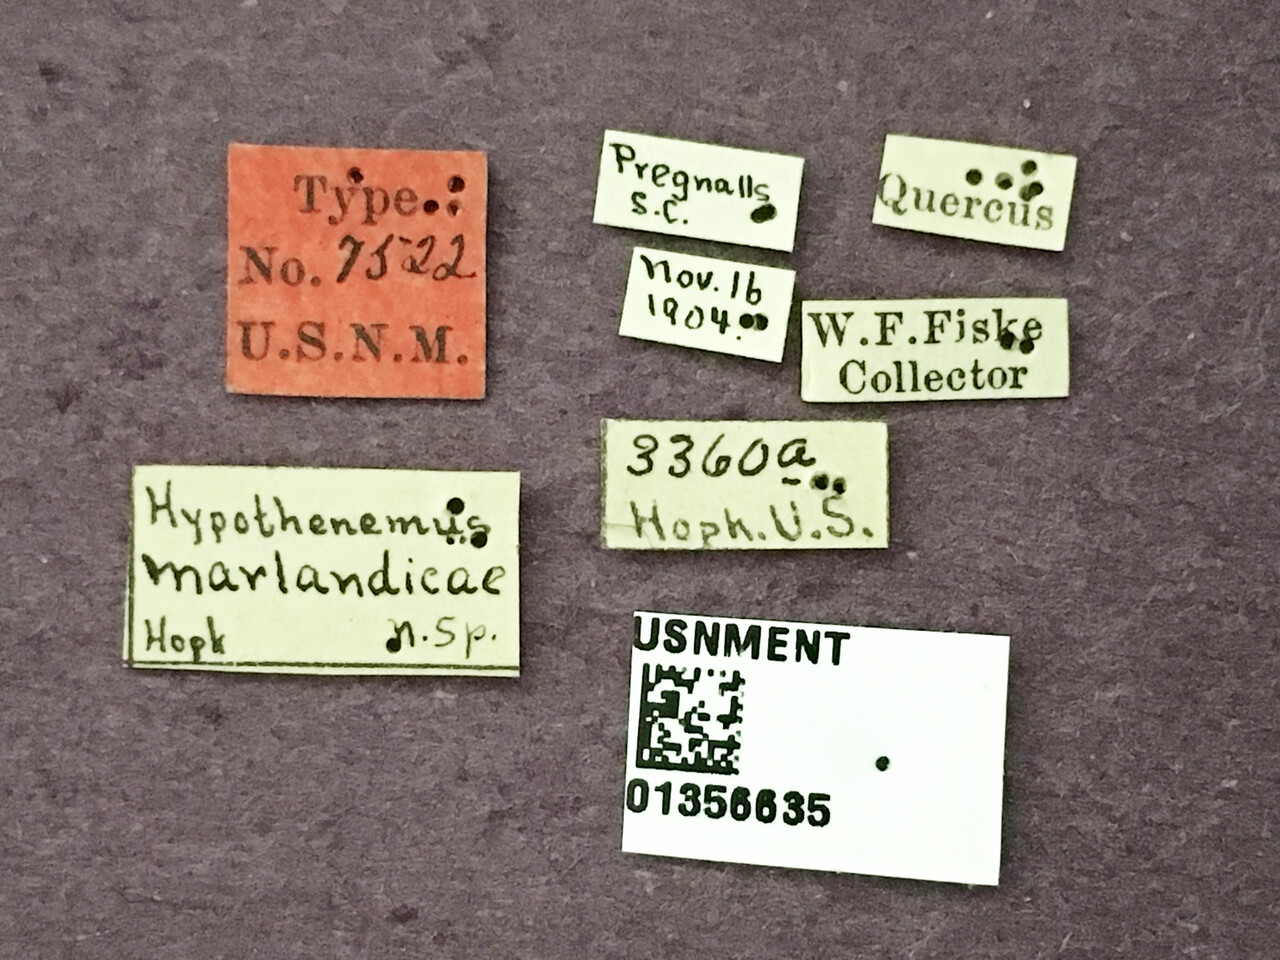 Type.
No. 7522
U.S.N.M.
Pregnalls
S.C.
Nov. 16
1904.
Quercus
W.F.Fiske
Collector
3360a
Hopk. U.S.
Hypothenemus
marlandicae
Hopk n. Sp.
USNMENT
01356635